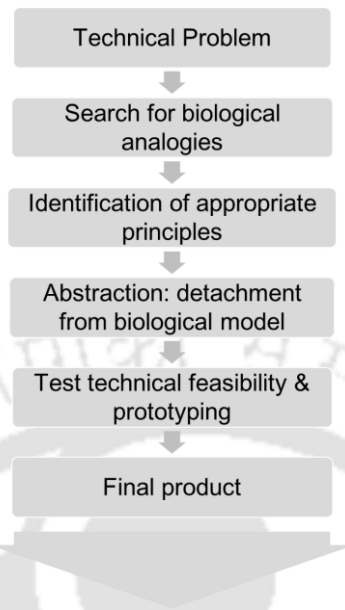 Technical Problem
Search for biological
analogies
Identification of appropriate
principles
Abstraction: detachment
from biological model
Test technical feasibility &
prototyping
Final product